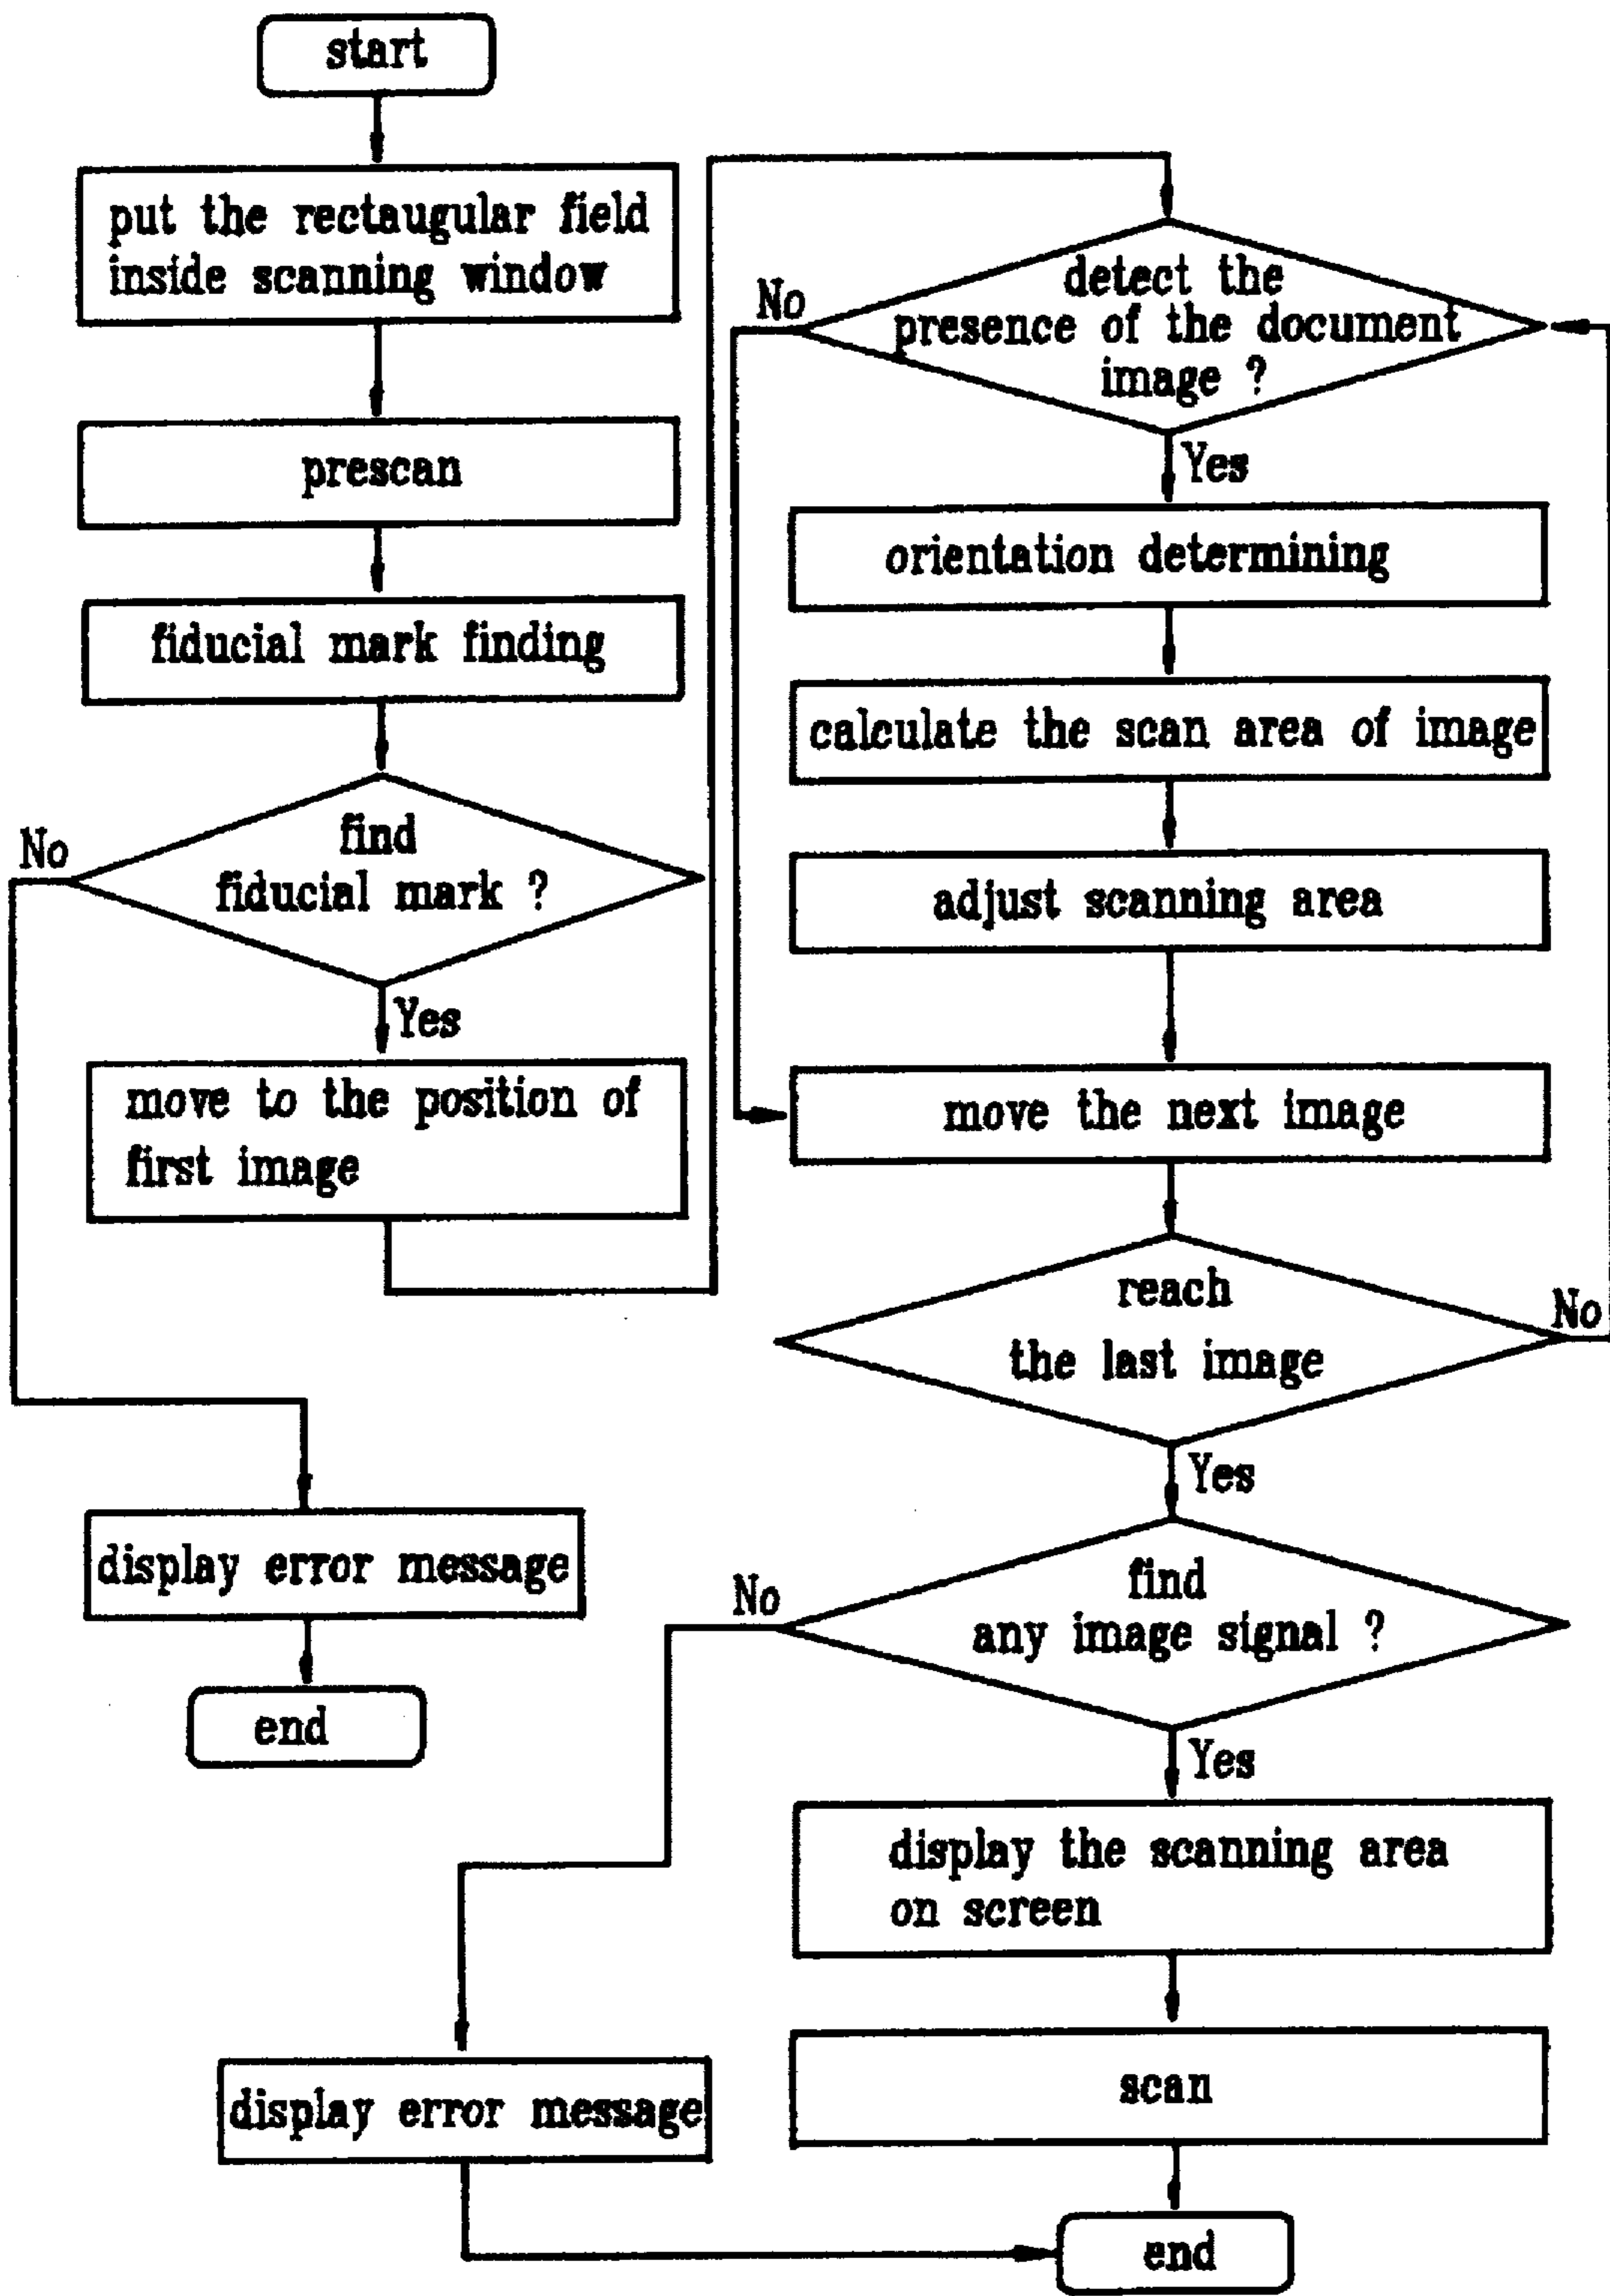 start
put the rectaugular field
inside scanning window
prescan
fiducial mark finding
find
fiducial mark ?
No
Yes
move to the position of
first image
display error message
end
detect the
presence of the document
image ?
No
Yes
orientation determining
calculate the scan area of image
adjust scanning area
move the next image
reach
the last image
No
Yes
find
any image signal ?
No
Yes
display the scanning area
on screen
scan
display error message
end